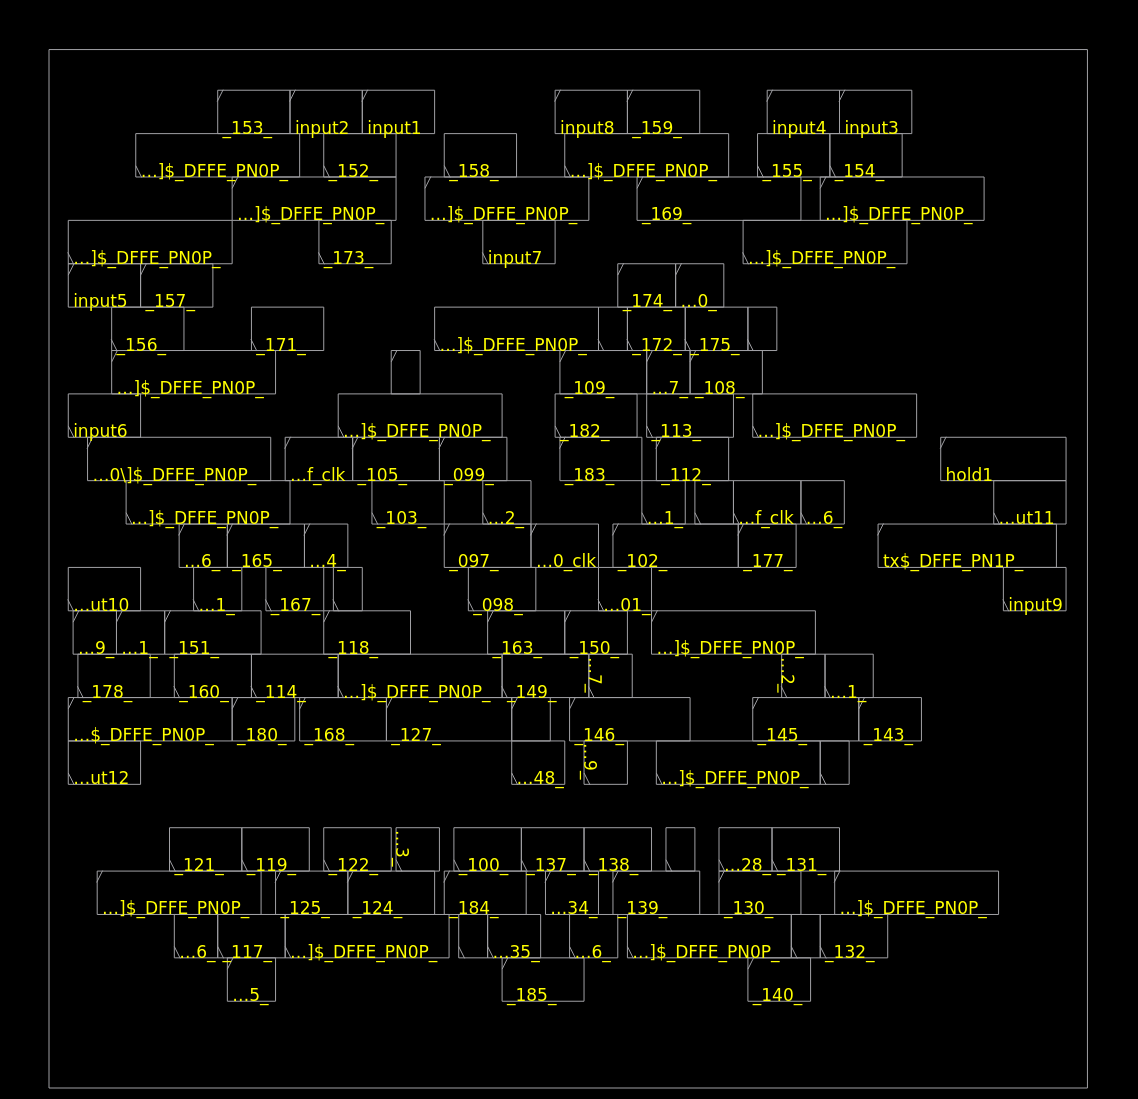 _153_ input2 input1 input8 _159_ input4 input3
...]$_DFFE_PN0P_ _152_ _158_ ...]$_DFFE_PN0P_ _155_ _154_
...]$_DFFE_PN0P_ ...]$_DFFE_PN0P_ _169_ ...]$_DFFE_PN0P_
...]$_DFFE_PN0P_ _173_ input7 ...]$_DFFE_PN0P_
input5 _157_ _174_ ...0_
_156_ _171_ ...]$_DFFE_PN0P_ _172_ _175_
...]$_DFFE_PN0P_ _109_ ...7_ _108_
input6 ...]$_DFFE_PN0P_ _182_ _113_ ...]$_DFFE_PN0P_
...0\]$_DFFE_PN0P_ ...f_clk _105_ _099_ _183_ _112_ hold1
...]$_DFFE_PN0P_ _103_ ...2_ ...1_ ...f_clk ...6_ ...ut11
...6_ _165_ ...4_ _097_ ...0_clk _102_ _177_ tx$_DFFE_PN1P_
...ut10 ...1_ _167_ _098_ ...01_ input9
...9_ ...1_ _151_ _118_ _163_ _150_ ...]$_DFFE_PN0P_
_178_ _160_ _114_ ...]$_DFFE_PN0P_ _149_ ...7_ ...2_ ...1_
...$_DFFE_PN0P_ _180_ _168_ _127_ _146_ _145_ _143_
...ut12 ...48_ ...9_ ...]$_DFFE_PN0P_
_121_ _119_ _122_ ...3_ _100_ _137_ _138_ ...28_ _131_
...]$_DFFE_PN0P_ _125_ _124_ _184_ ...34_ _139_ _130_ ...]$_DFFE_PN0P_
...6_ _117_ ...]$_DFFE_PN0P_ ...35_ ...6_ ...]$_DFFE_PN0P_ _132_
...5_ _185_ _140_